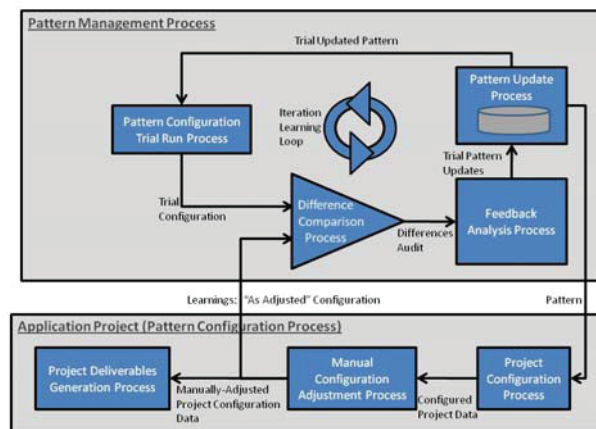 Pattern Management Process
Trial Updated Pattern
Pattern Update
Process
Pattern Configuration
Trial Run Process
Iteration
Learning
Loop
Trial Pattern
Updates
Trial
Configuration
Difference
Comparison
Process
Differences
Audit
Feedback
Analysis Process
Learnings: "As Adjusted" Configuration
Pattern
Application Project (Pattern Configuration Process)
Project Deliverables
Generation Process
Manually-Adjusted
Project Configuration
Data
Manual
Configuration
Adjustment Process
Configured
Project Data
Project
Configuration
Process